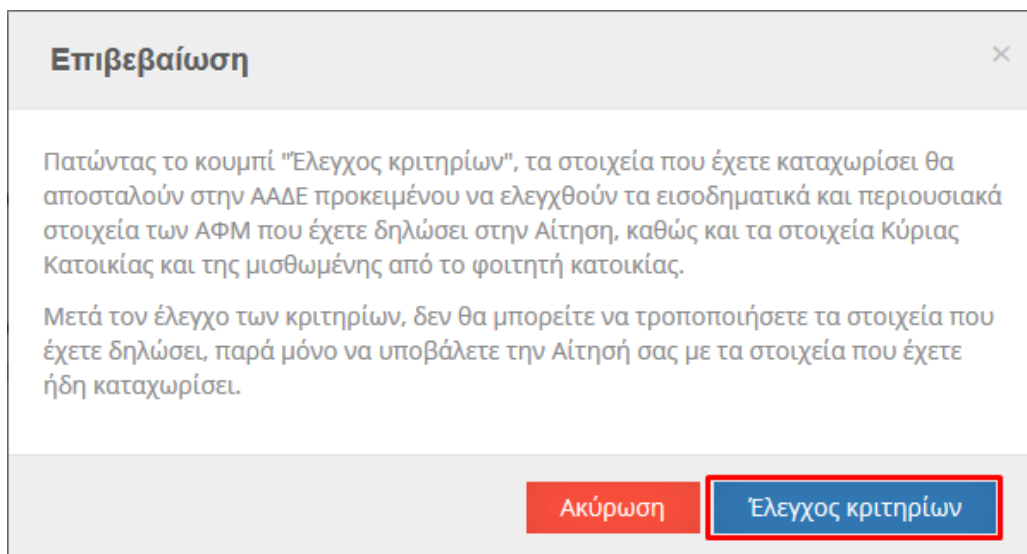 Επιβεβαίωση
×
Πατώντας το κουμπί "Έλεγχος κριτηρίων", τα στοιχεία που έχετε καταχωρίσει θα
αποσταλούν στην ΑΑΔΕ προκειμένου να ελεγχθούν τα εισοδηματικά και περιουσιακά
στοιχεία των ΑΦΜ που έχετε δηλώσει στην Αίτηση, καθώς και τα στοιχεία Κύριας
Κατοικίας και της μισθωμένης από το φοιτητή κατοικίας.
Μετά τον έλεγχο των κριτηρίων, δεν θα μπορείτε να τροποποιήσετε τα στοιχεία που
έχετε δηλώσει, παρά μόνο να υποβάλετε την Αίτησή σας με τα στοιχεία που έχετε
ήδη καταχωρίσει.
Ακύρωση
Έλεγχος κριτηρίων